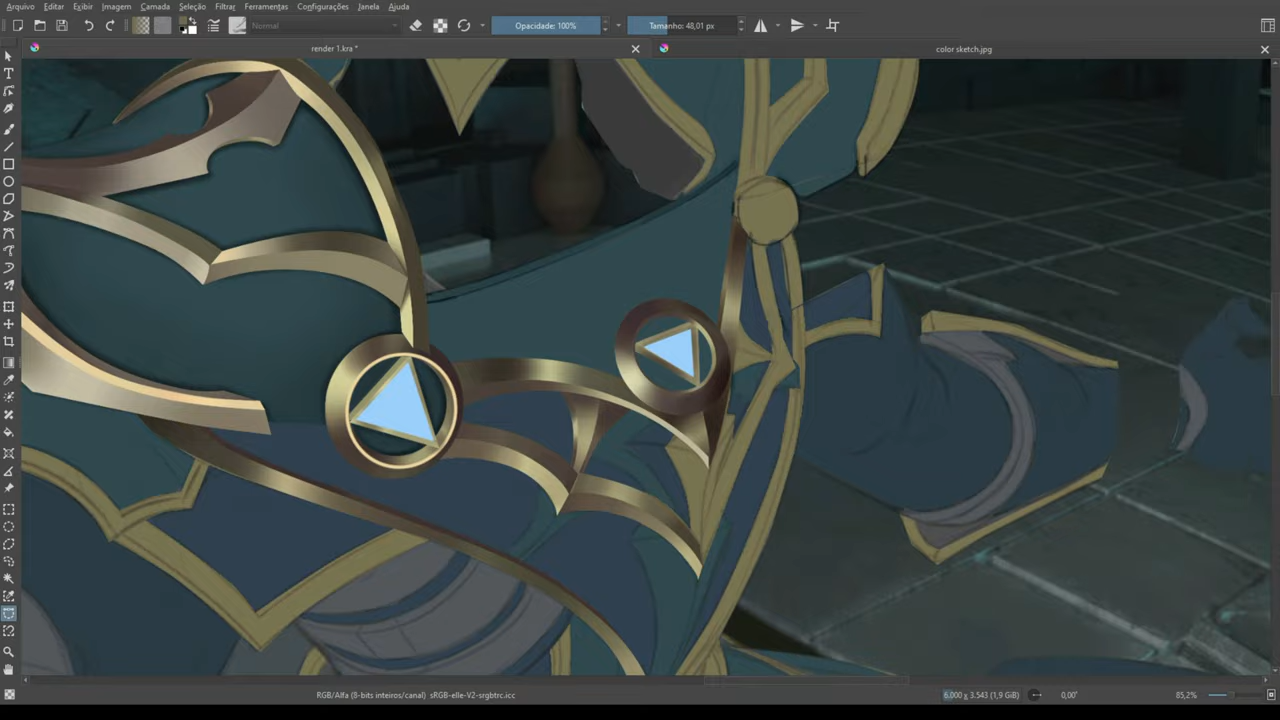 Arquivo Editar Exibir Imagem Camada Seleção Filtrar Ferramentas Configurações Janela Ajuda
Normal Opacidade: 100% Tamanho: 48,01 px
render 1.kra * color sketch.jpg
RGB/Alfa (8-bits inteiros/canal) sRGB-elle-V2-srgbtrc.icc 6.000 x 3.543 (1,9 GiB) 0,00° 85,2%